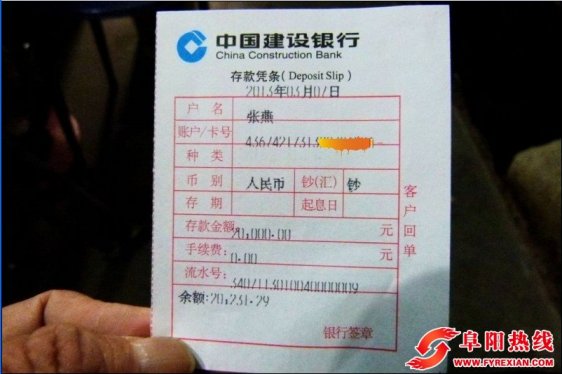 中国建设银行
China Construction Bank
存款凭条(Deposit Slip)
2013年03月07日
户 名 张燕
账户/卡号
种 类
币 别 人民币 钞(汇) 钞
存 期 起息日
存款金额: 20,000.00 元
手续费: 0.00 元
流水号:
余额:20,231.29
银行签章
客户回单
阜阳热线
WWW.FYREXIAN.COM